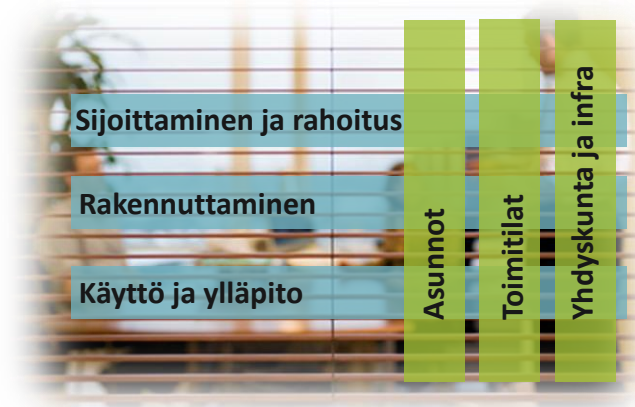 Sijoittaminen ja rahoitus
Rakennuttaminen
Käyttö ja ylläpito
Asunnot
Toimitilat
Yhdyskunta ja infra